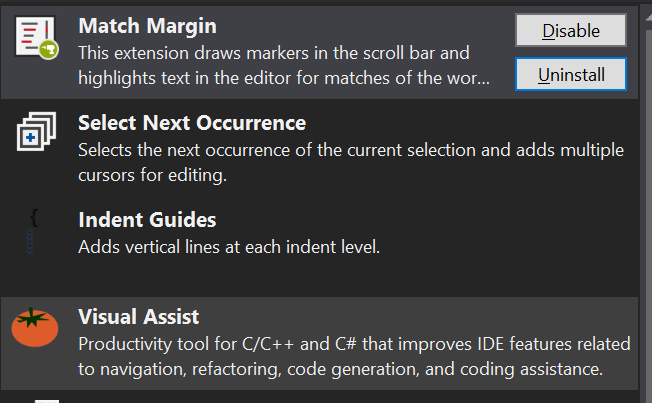 Match Margin
Disable
This extension draws markers in the scroll bar and
highlights text in the editor for matches of the wor...
Uninstall
Select Next Occurrence
Selects the next occurrence of the current selection and adds multiple
cursors for editing.
Indent Guides
Adds vertical lines at each indent level.
Visual Assist
Productivity tool for C/C++ and C# that improves IDE features related
to navigation, refactoring, code generation, and coding assistance.